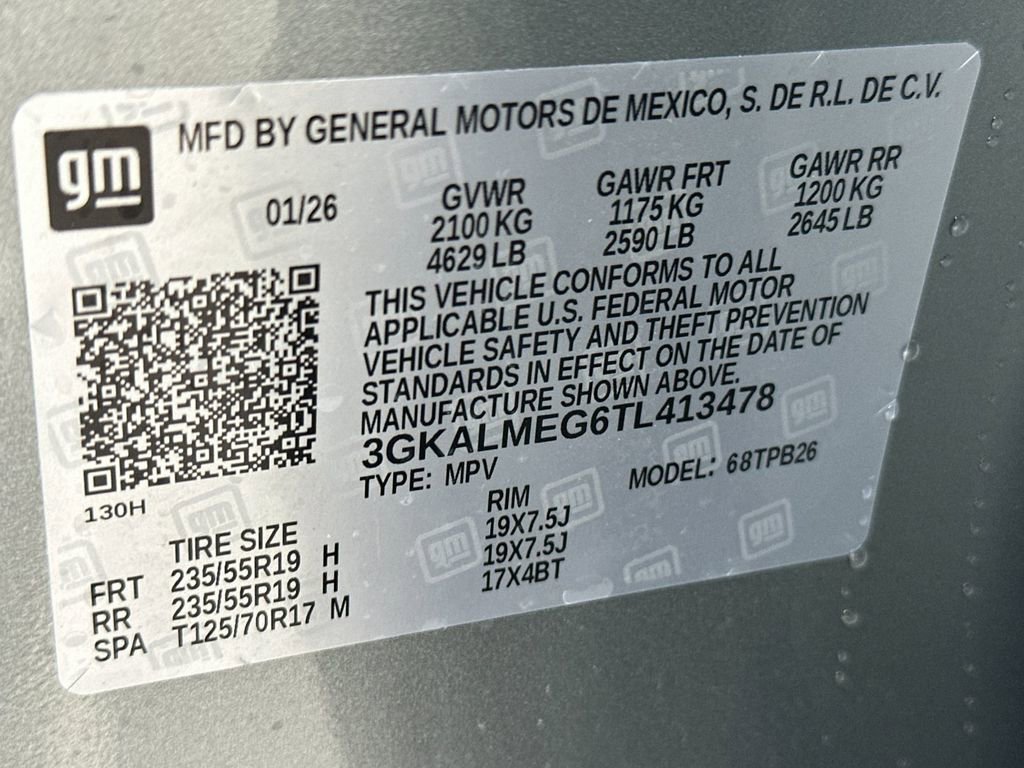 gm
MFD BY GENERAL MOTORS DE MEXICO, S. DE R.L. DE C.V.
01/26
GVWR
2100 KG
4629 LB
GAWR FRT
1175 KG
2590 LB
GAWR RR
1200 KG
2645 LB
THIS VEHICLE CONFORMS TO ALL
APPLICABLE U.S. FEDERAL MOTOR
VEHICLE SAFETY AND THEFT PREVENTION
STANDARDS IN EFFECT ON THE DATE OF
MANUFACTURE SHOWN ABOVE.
3GKALMEG6TL413478
TYPE: MPV MODEL: 68TPB26
130H
TIRE SIZE RIM
FRT 235/55R19 H 19X7.5J
RR 235/55R19 H 19X7.5J
SPA T125/70R17 M 17X4BT